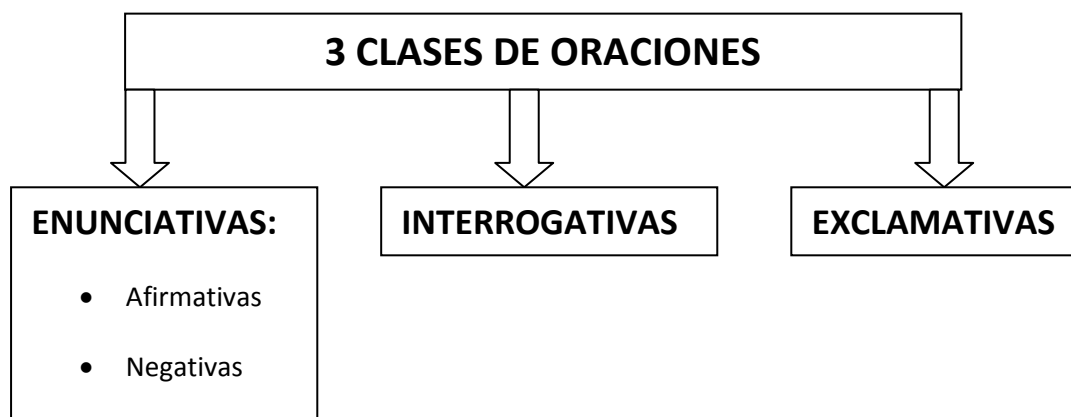 3 CLASES DE ORACIONES
ENUNCIATIVAS:
• Afirmativas
• Negativas
INTERROGATIVAS
EXCLAMATIVAS